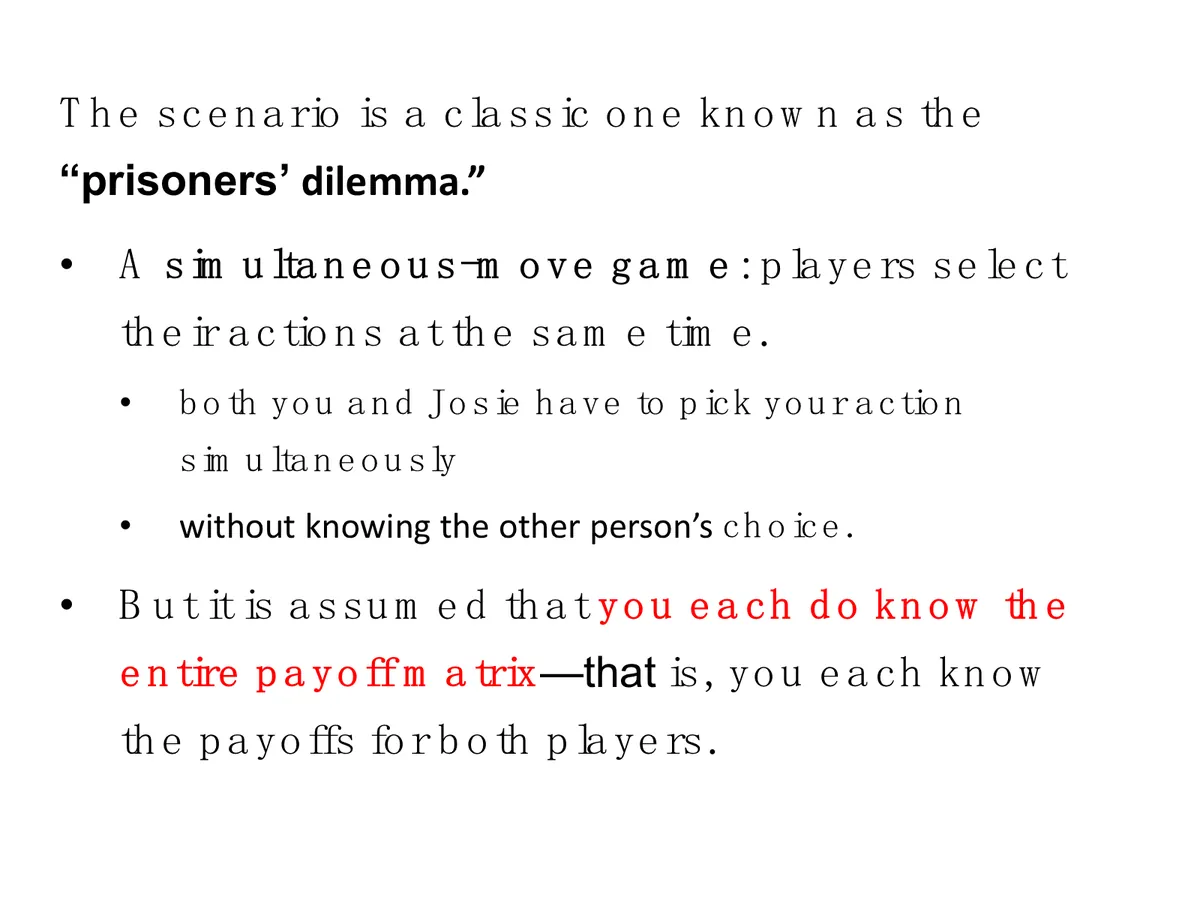 The scenario is a classic one known as the
“prisoners’ dilemma.”
• A simultaneous-move game: players select
their actions at the same time.
• both you and Josie have to pick your action
simultaneously
• without knowing the other person’s choice.
• But it is assumed that you each do know the
entire payoff matrix—that is, you each know
the payoffs for both players.